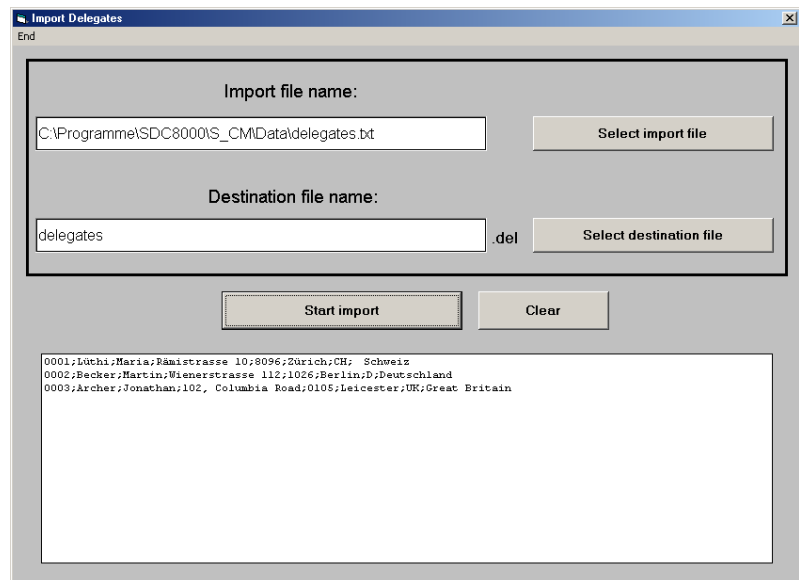 Import Delegates
End
Import file name:
C:\Programme\SDC8000\S_CM\Data\delegates.txt
Select import file
Destination file name:
delegates
.del
Select destination file
Start import
Clear
0001;Lüthi;Maria;Rämistrasse 10;8096;Zürich;CH; Schweiz
0002;Becker;Martin;Wienerstrasse 112;1026;Berlin;D;Deutschland
0003;Archer;Jonathan;102, Columbia Road;0105;Leicester;UK;Great Britain